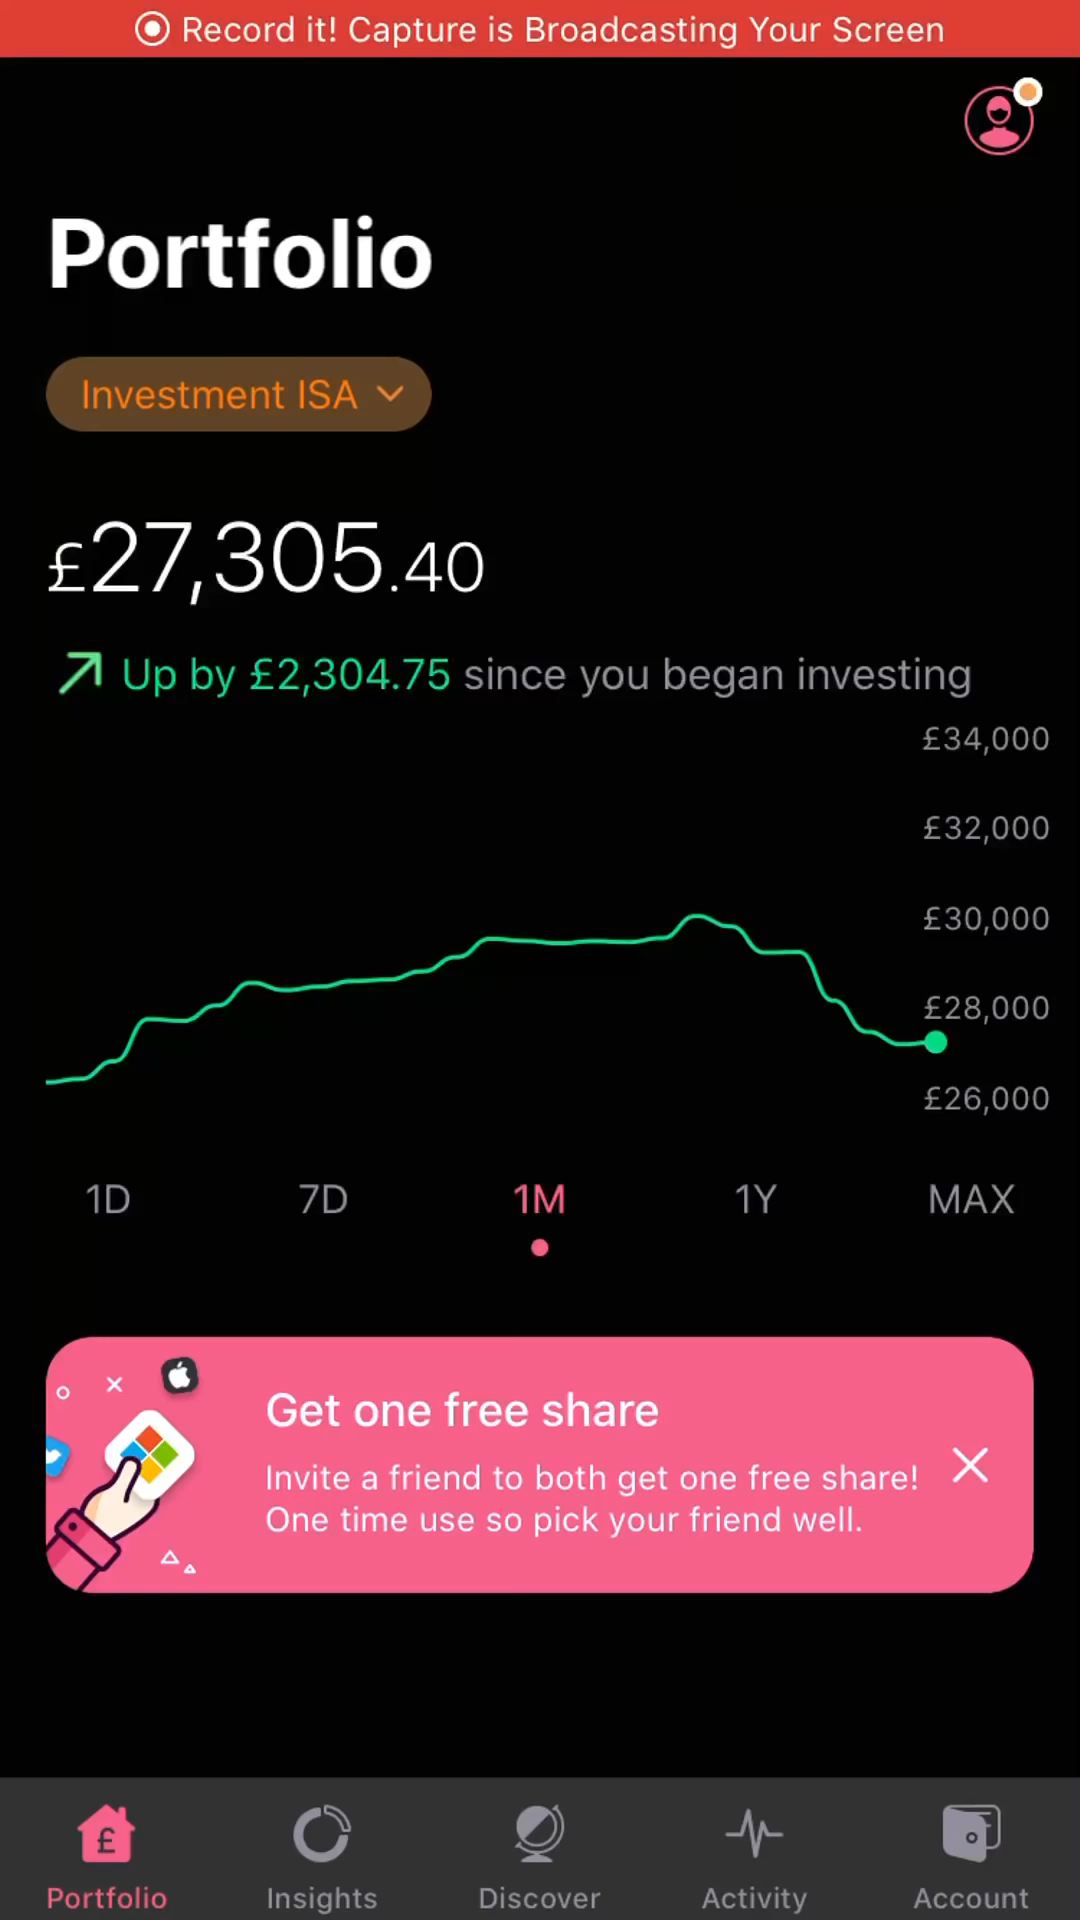 Record it! Capture is Broadcasting Your Screen
Portfolio
Investment ISA
£27,305.40
Up by £2,304.75 since you began investing
£34,000
£32,000
£30,000
£28,000
£26,000
1D 7D 1M 1Y MAX
Get one free share
Invite a friend to both get one free share!
One time use so pick your friend well.
£
Portfolio Insights Discover Activity Account